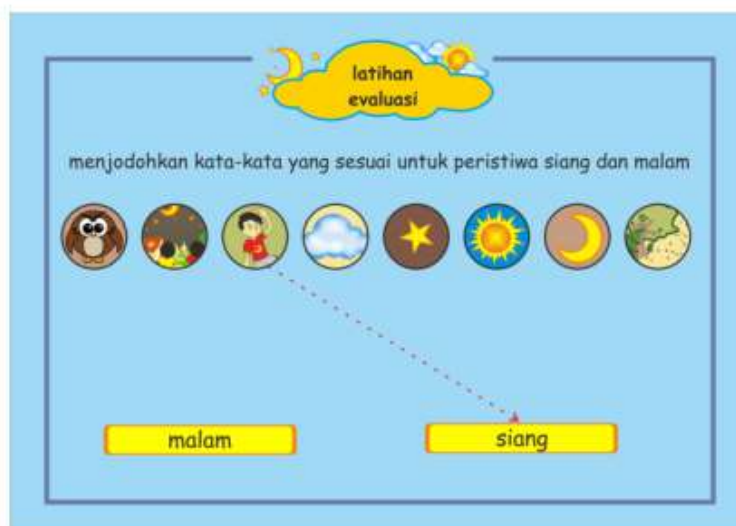 latihan
evaluasi
menjodohkan kata-kata yang sesuai untuk peristiwa siang dan malam
malam
siang